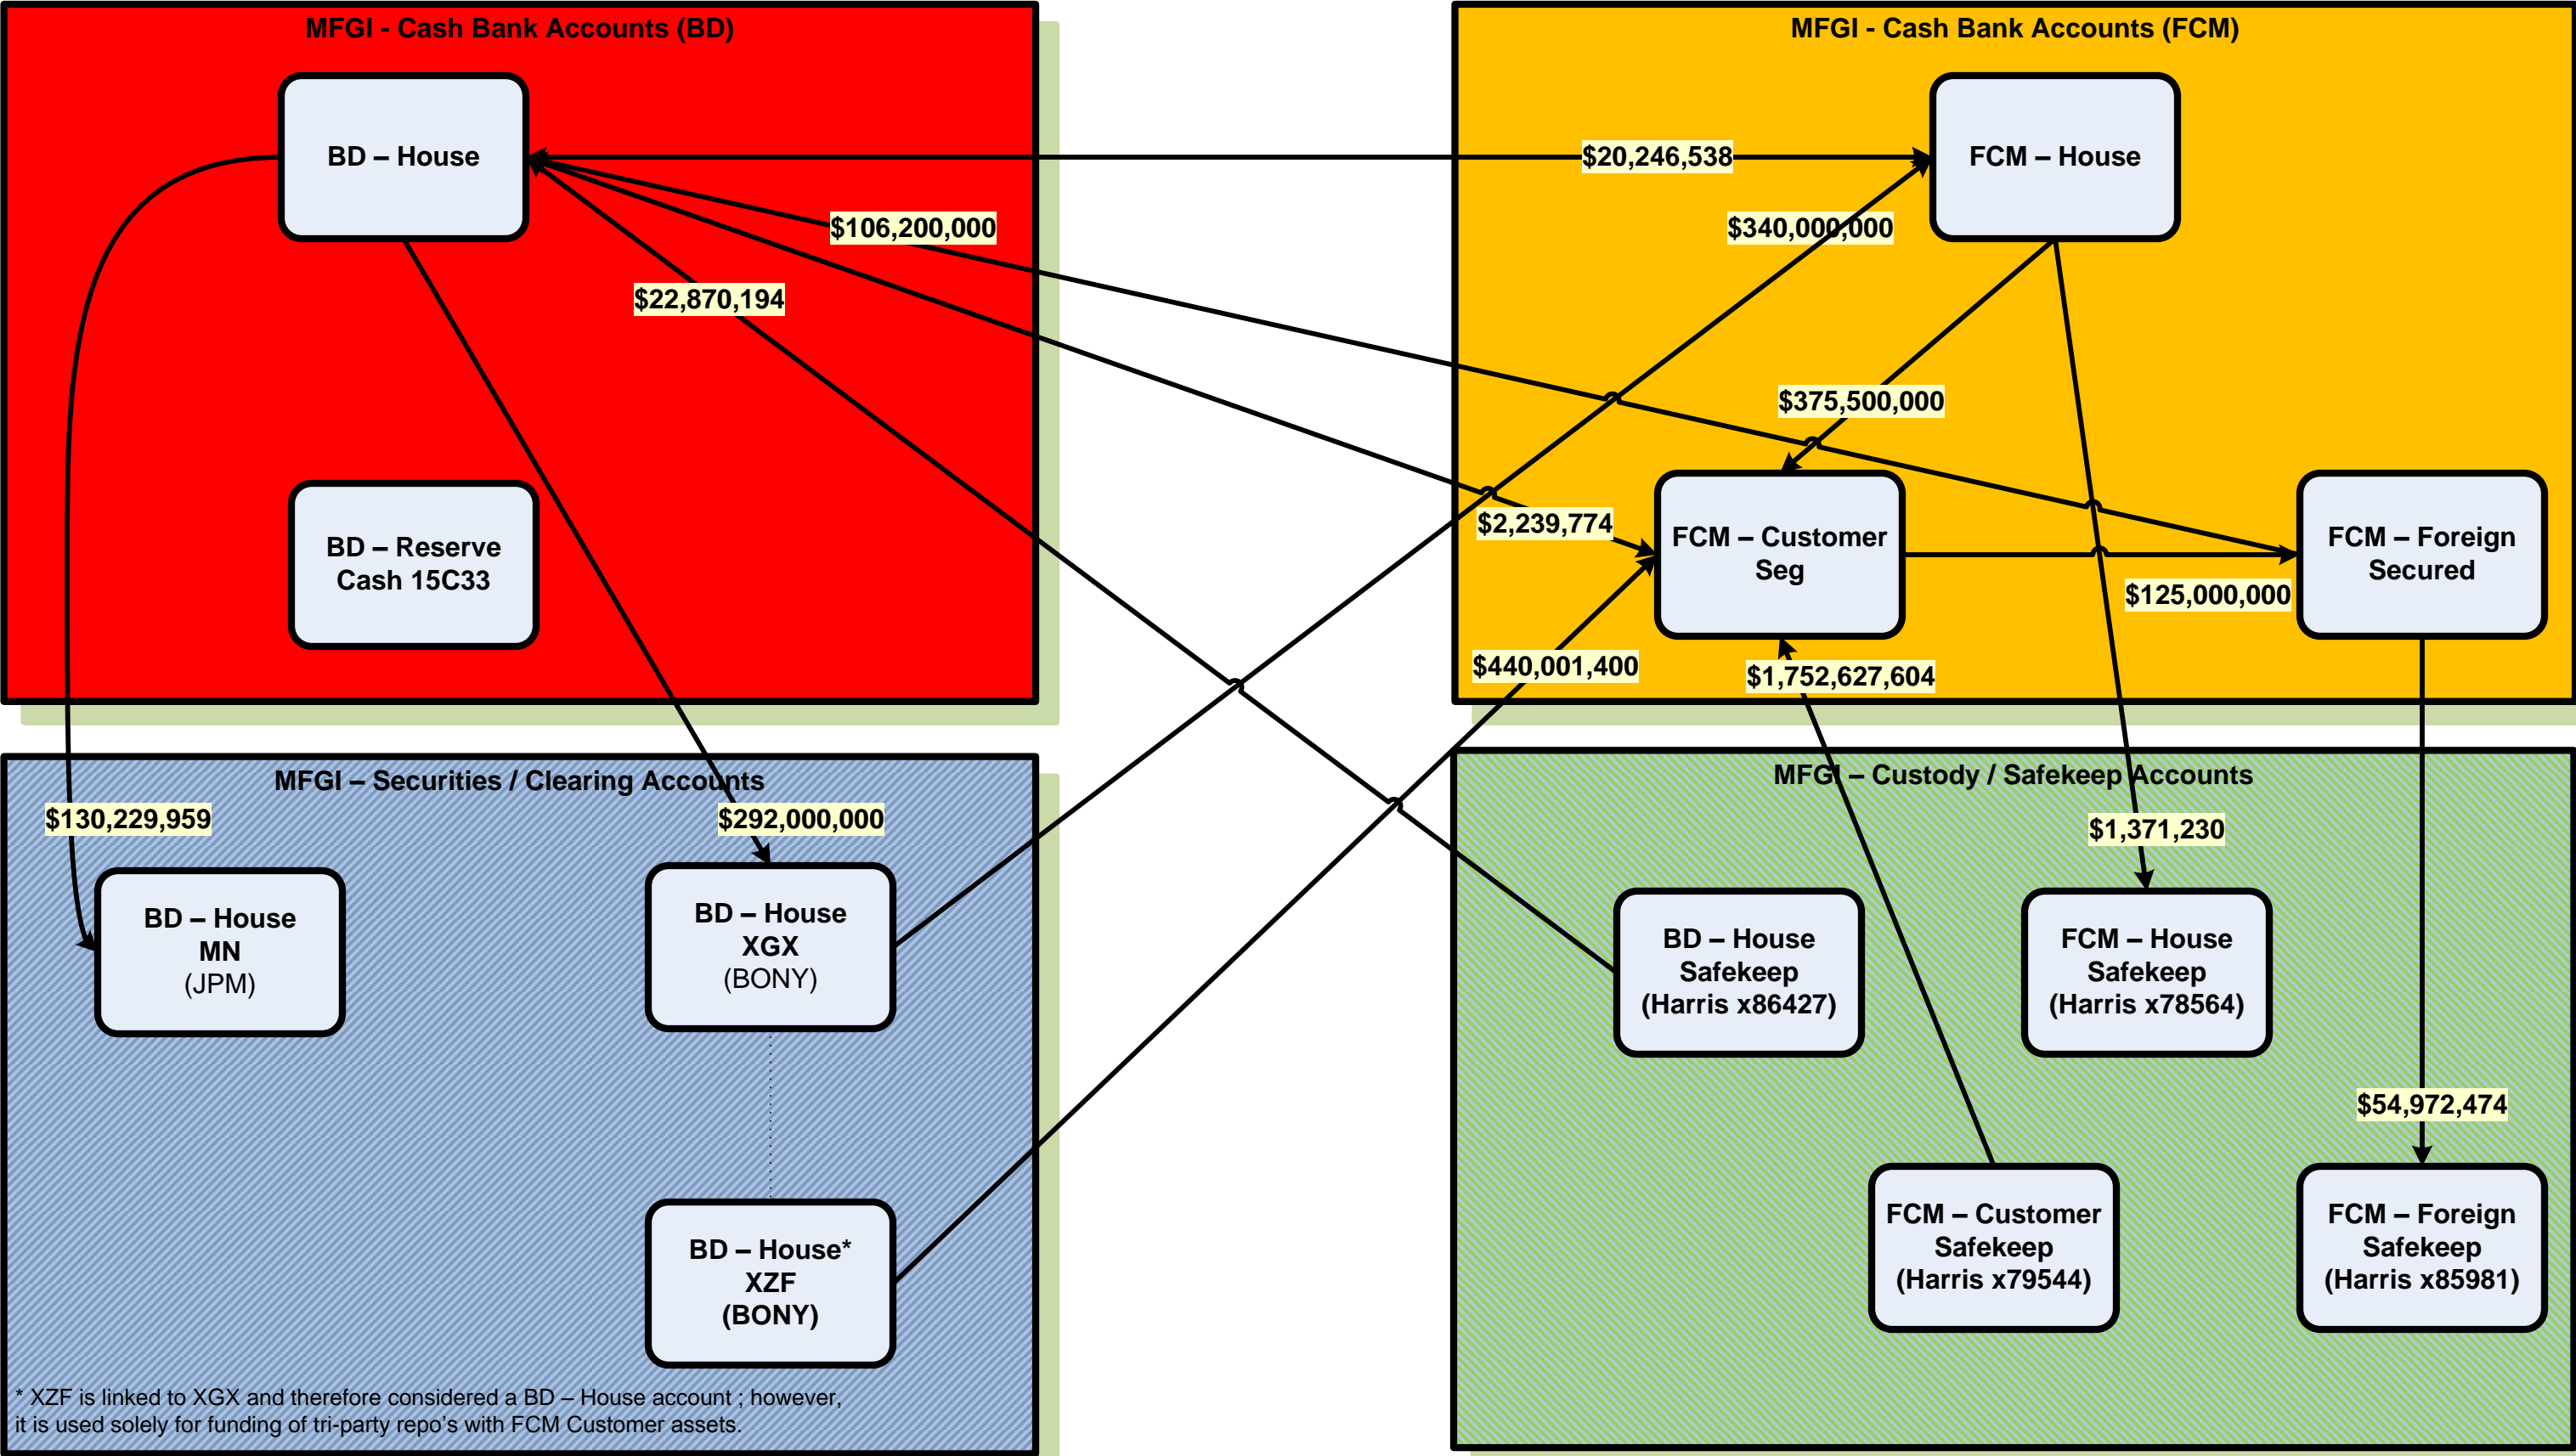 MFGI - Cash Bank Accounts (BD)
BD – House
$106,200,000
$22,870,194
BD – Reserve
Cash 15C33
MFGI - Cash Bank Accounts (FCM)
$20,246,538
FCM – House
$340,000,000
$375,500,000
$2,239,774
FCM – Customer
Seg
FCM – Foreign
Secured
$125,000,000
$440,001,400
$1,752,627,604
MFGI – Securities / Clearing Accounts
$130,229,959
$292,000,000
BD – House
MN
(JPM)
BD – House
XGX
(BONY)
BD – House*
XZF
(BONY)
* XZF is linked to XGX and therefore considered a BD – House account ; however,
it is used solely for funding of tri-party repo’s with FCM Customer assets.
MFGI – Custody / Safekeep Accounts
$1,371,230
BD – House
Safekeep
(Harris x86427)
FCM – House
Safekeep
(Harris x78564)
$54,972,474
FCM – Customer
Safekeep
(Harris x79544)
FCM – Foreign
Safekeep
(Harris x85981)